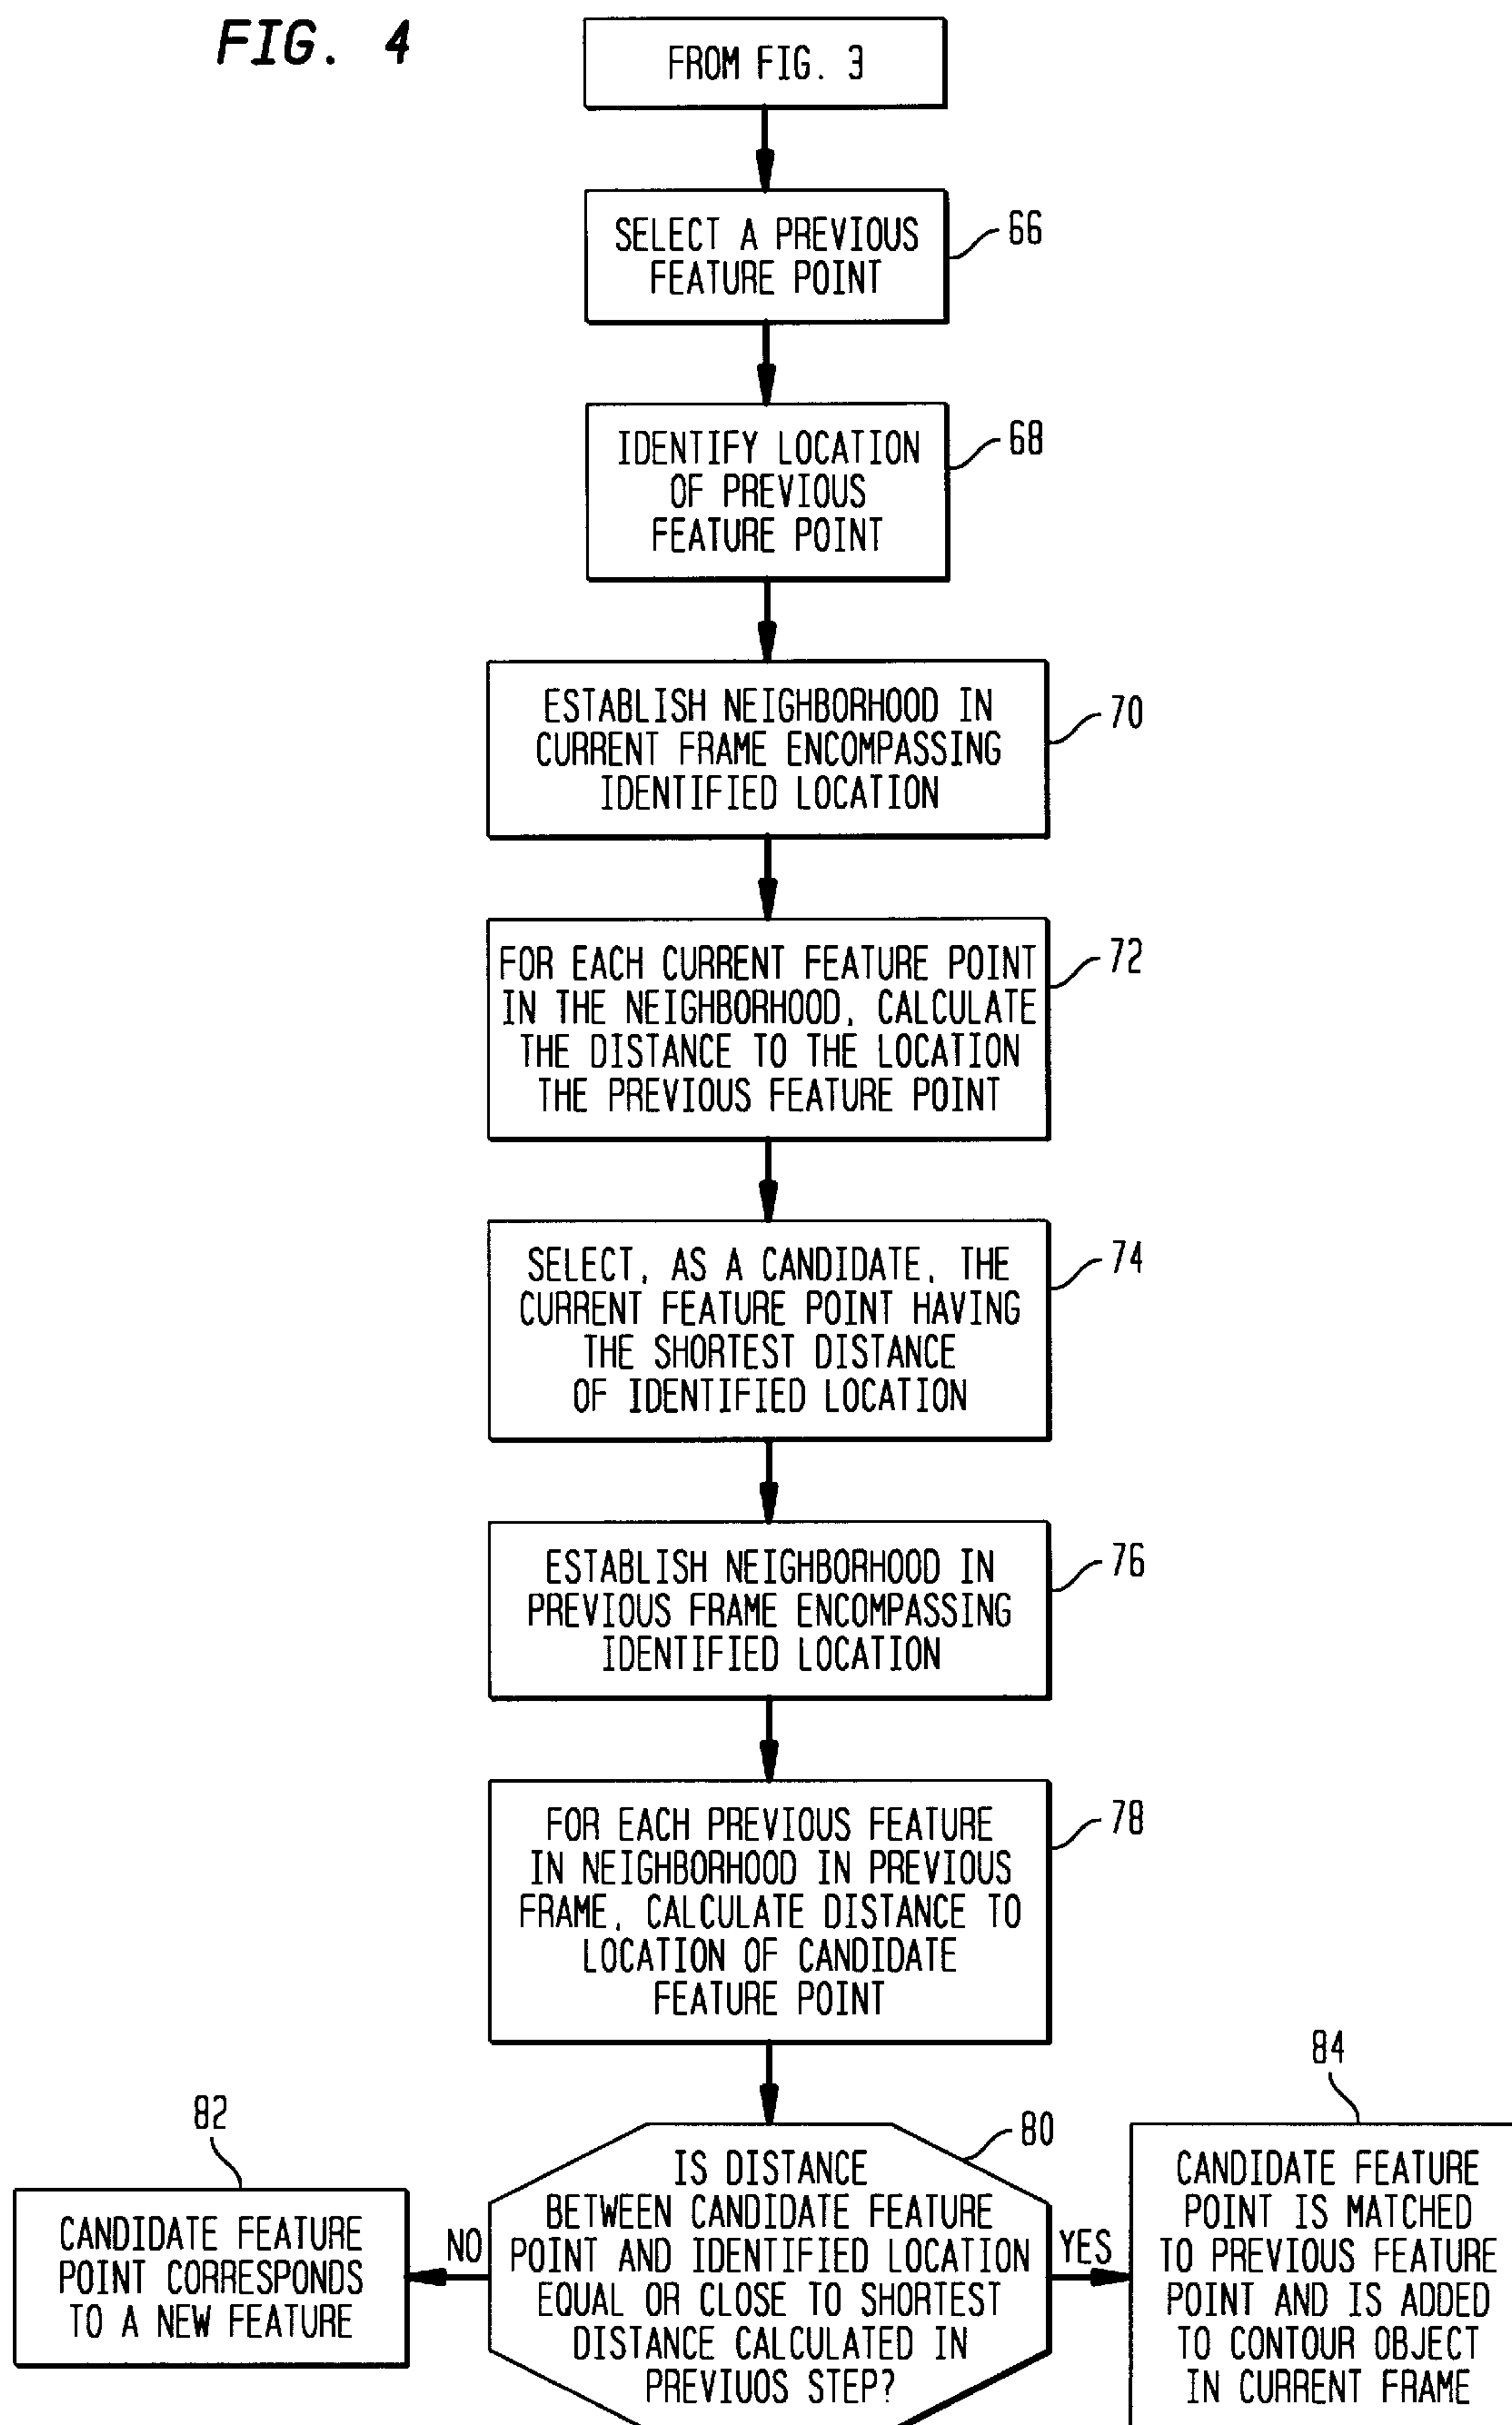 FIG. 4
FROM FIG. 3
SELECT A PREVIOUS
FEATURE POINT
66
IDENTIFY LOCATION
OF PREVIOUS
FEATURE POINT
68
ESTABLISH NEIGHBORHOOD IN
CURRENT FRAME ENCOMPASSING
IDENTIFIED LOCATION
70
FOR EACH CURRENT FEATURE POINT
IN THE NEIGHBORHOOD, CALCULATE
THE DISTANCE TO THE LOCATION
THE PREVIOUS FEATURE POINT
72
SELECT, AS A CANDIDATE, THE
CURRENT FEATURE POINT HAVING
THE SHORTEST DISTANCE
OF IDENTIFIED LOCATION
74
ESTABLISH NEIGHBORHOOD IN
PREVIOUS FRAME ENCOMPASSING
IDENTIFIED LOCATION
76
FOR EACH PREVIOUS FEATURE
IN NEIGHBORHOOD IN PREVIOUS
FRAME, CALCULATE DISTANCE TO
LOCATION OF CANDIDATE
FEATURE POINT
78
IS DISTANCE
BETWEEN CANDIDATE FEATURE
POINT AND IDENTIFIED LOCATION
EQUAL OR CLOSE TO SHORTEST
DISTANCE CALCULATED IN
PREVIUOS STEP?
80
NO
CANDIDATE FEATURE
POINT CORRESPONDS
TO A NEW FEATURE
82
YES
CANDIDATE FEATURE
POINT IS MATCHED
TO PREVIOUS FEATURE
POINT AND IS ADDED
TO CONTOUR OBJECT
IN CURRENT FRAME
84